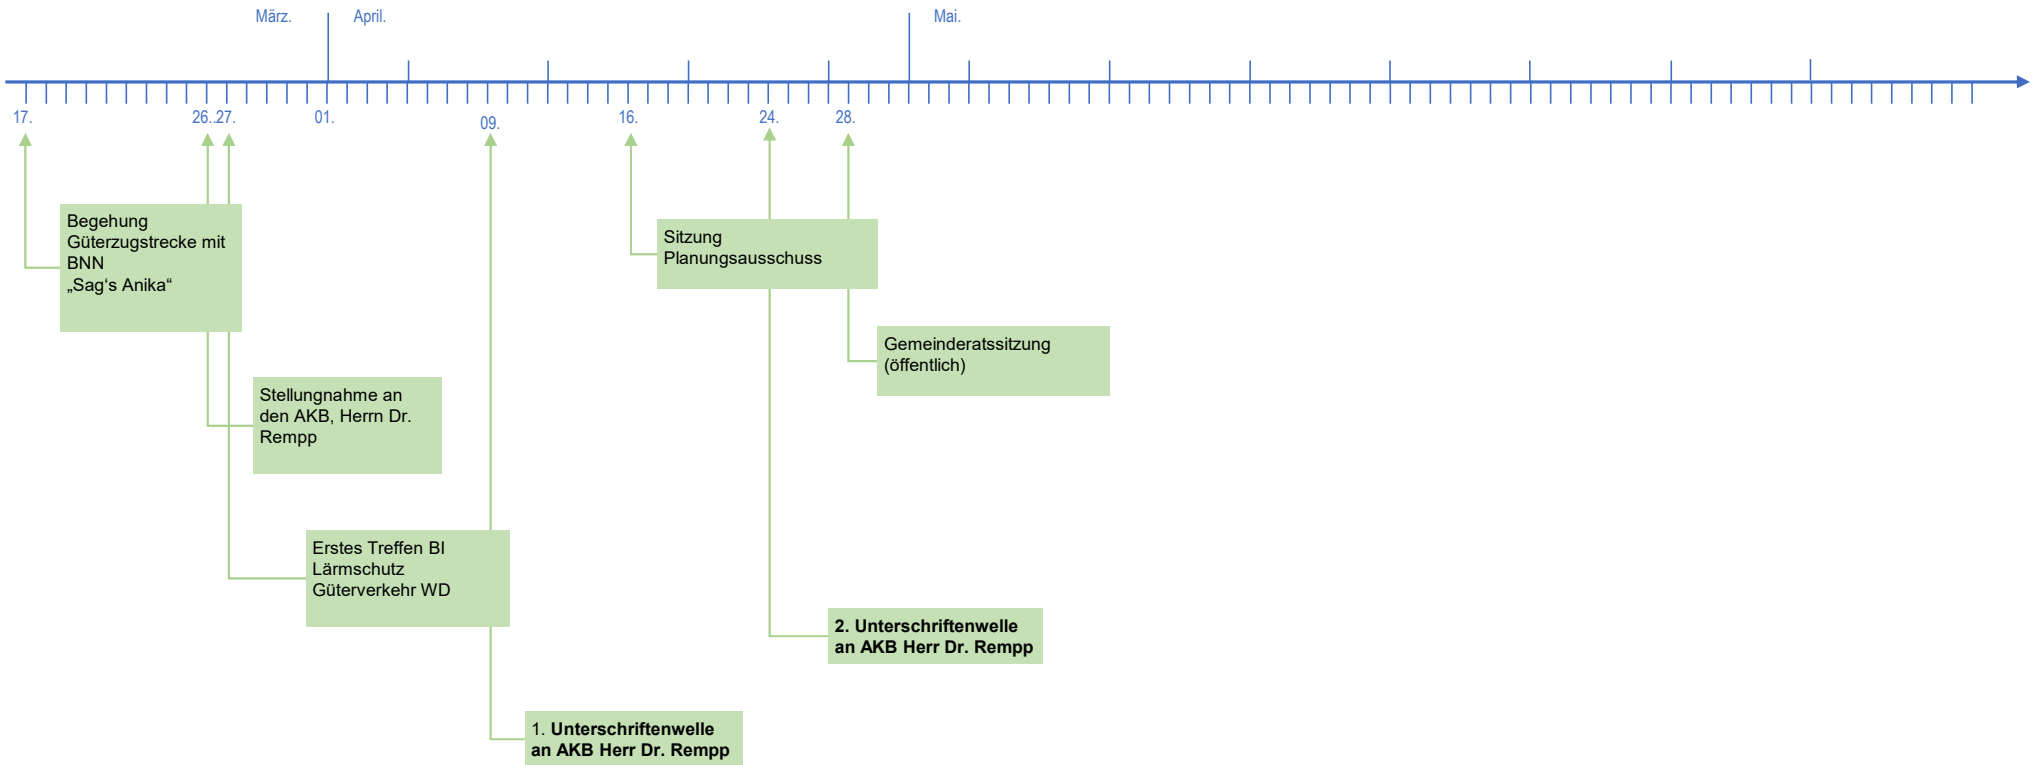 März.
April.
Mai.
17.
26.
.27.
01.
09.
16.
24.
28.
Begehung
Güterzugstrecke mit
BNN
„Sag‘s Anika“
Sitzung
Planungsausschuss
Gemeinderatssitzung
(öffentlich)
Stellungnahme an
den AKB, Herrn Dr.
Rempp
Erstes Treffen BI
Lärmschutz
Güterverkehr WD
2. Unterschriftenwelle
an AKB Herr Dr. Rempp
1. Unterschriftenwelle
an AKB Herr Dr. Rempp